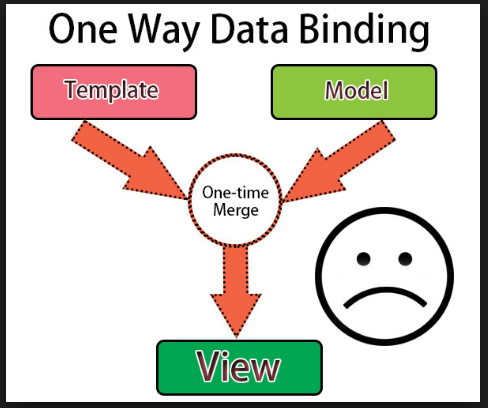 One Way Data Binding
Template
Model
One-time
Merge
View